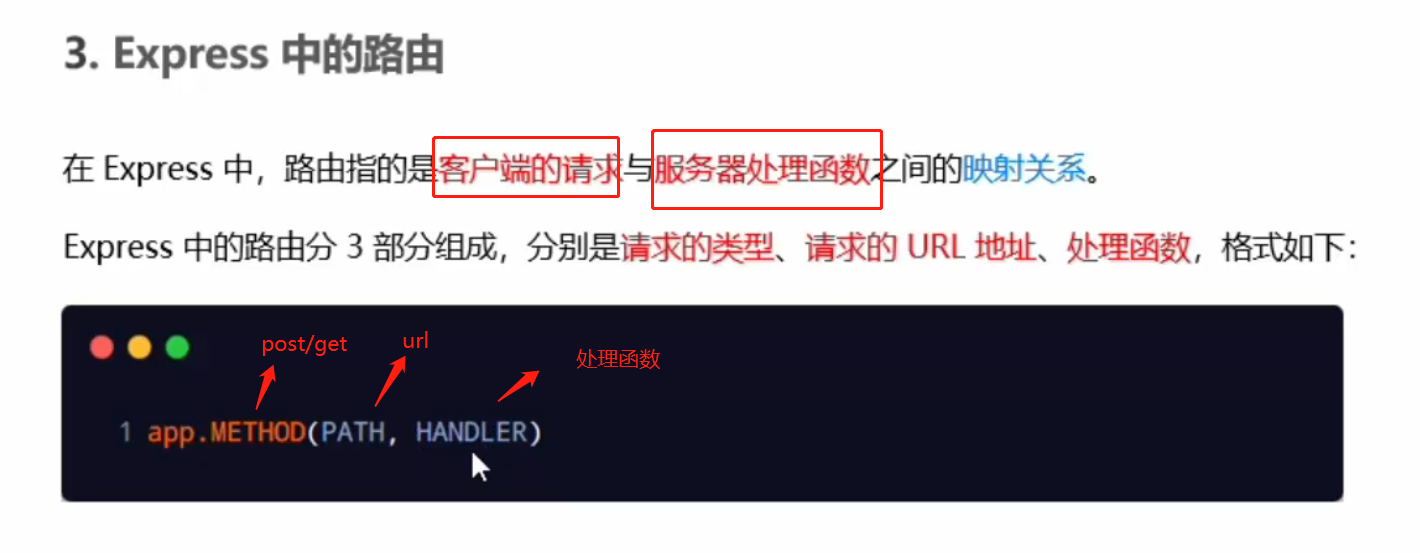 3. Express 中的路由
在 Express 中，路由指的是客户端的请求与服务器处理函数之间的映射关系。
Express 中的路由分 3 部分组成，分别是请求的类型、请求的 URL 地址、处理函数，格式如下：
post/get
url
处理函数
1 app.METHOD(PATH, HANDLER)